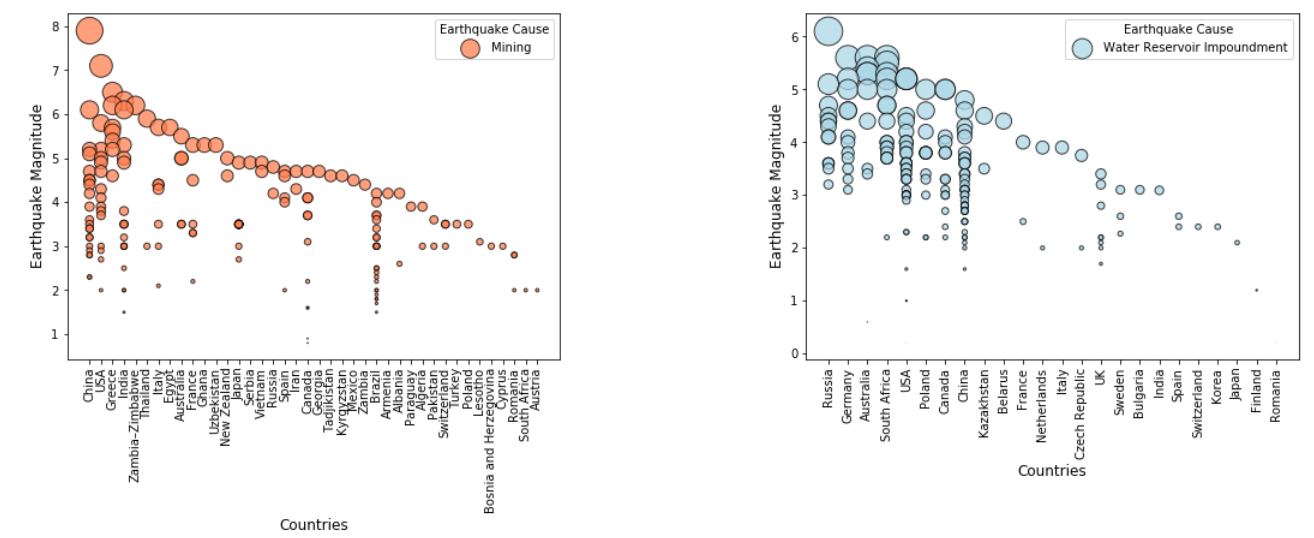 8
7
6
5
4
3
2
1
Earthquake Magnitude
Earthquake Cause
Mining
China
USA
Greece
India
Zambia–Zimbabwe
Thailand
Italy
Egypt
Australia
France
Ghana
Uzbekistan
New Zealand
Japan
Serbia
Vietnam
Russia
Spain
Iran
Canada
Georgia
Tadjikistan
Kyrgyzstan
Mexico
Zambia
Brazil
Armenia
Albania
Paraguay
Algeria
Pakistan
Switzerland
Turkey
Poland
Lesotho
Bosnia and Herzegovina
Cyprus
Romania
South Africa
Austria
Countries
6
5
4
3
2
1
0
Earthquake Magnitude
Earthquake Cause
Water Reservoir Impoundment
Russia
Germany
Australia
South Africa
USA
Poland
Canada
China
Kazakhstan
Belarus
France
Netherlands
Italy
Czech Republic
UK
Sweden
Bulgaria
India
Spain
Switzerland
Korea
Japan
Finland
Romania
Countries